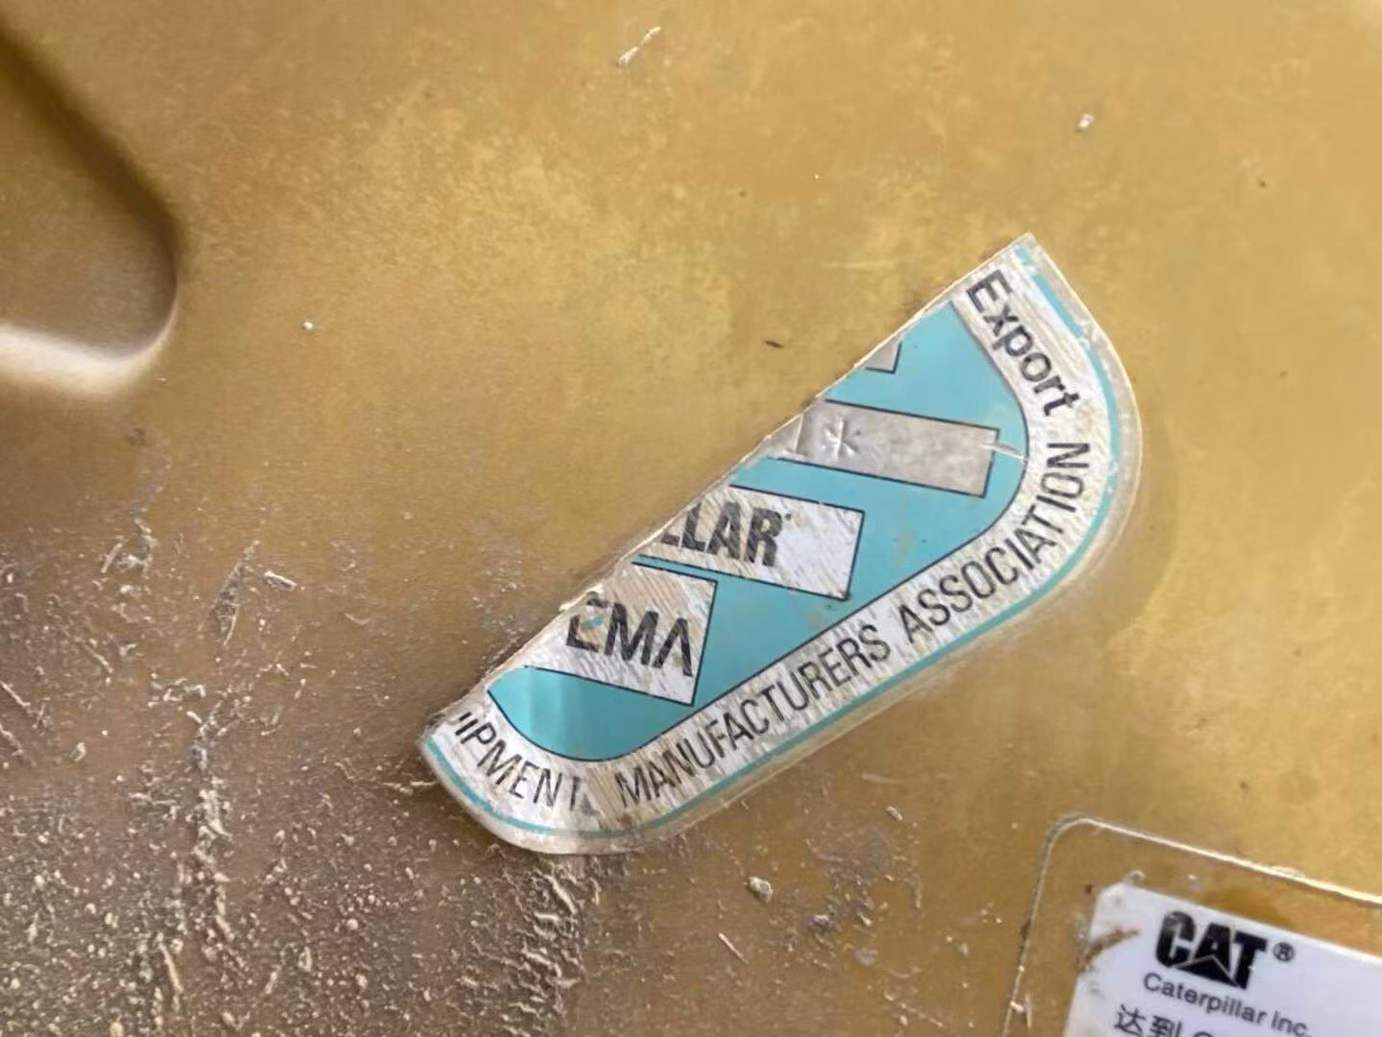 Export
*
LLAR
EMA
IPMENT MANUFACTURERS ASSOCIATION
CAT®
Caterpillar Inc.
达到